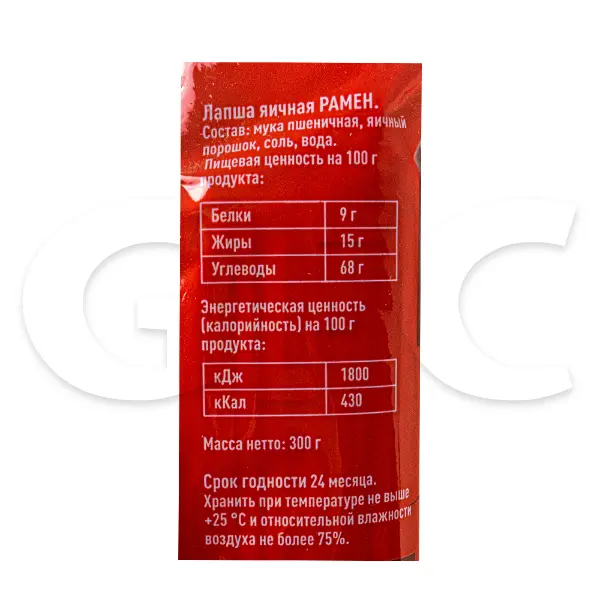 Лапша яичная РАМЕН.
Состав: мука пшеничная, яичный
порошок, соль, вода.
Пищевая ценность на 100 г
продукта:
Белки 9 г
Жиры 15 г
Углеводы 68 г
Энергетическая ценность
(калорийность) на 100 г
продукта:
кДж 1800
кКал 430
Масса нетто: 300 г
Срок годности 24 месяца.
Хранить при температуре не выше
+25 °С и относительной влажности
воздуха не более 75%.